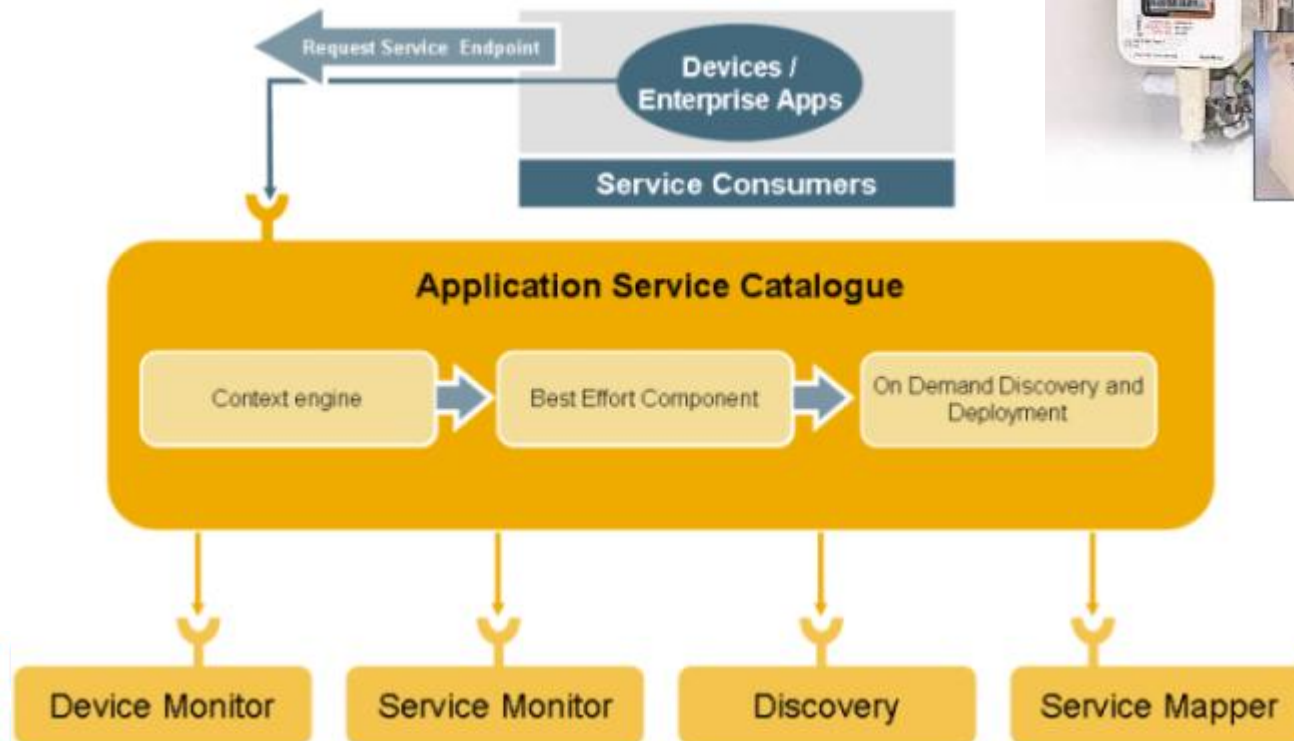 Request Service Endpoint
Devices /
Enterprise Apps
Service Consumers
Application Service Catalogue
Context engine
Best Effort Component
On Demand Discovery and
Deployment
Device Monitor
Service Monitor
Discovery
Service Mapper